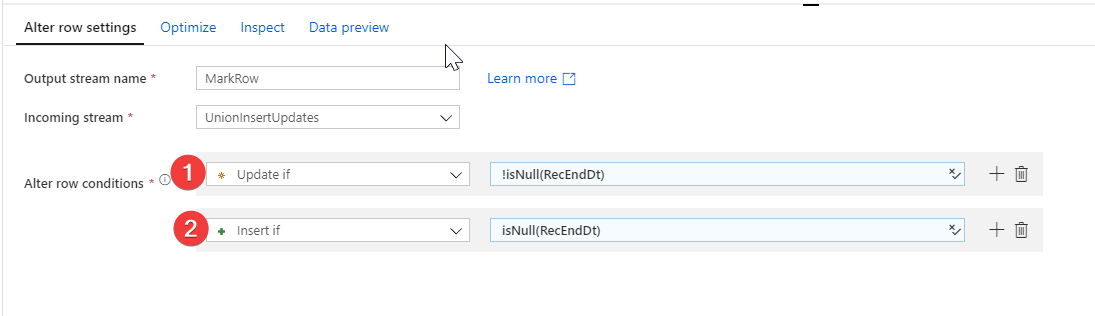 Alter row settings Optimize Inspect Data preview
Output stream name * MarkRow Learn more
Incoming stream * UnionInsertUpdates
Alter row conditions * 1 Update if !isNull(RecEndDt)
2 Insert if isNull(RecEndDt)